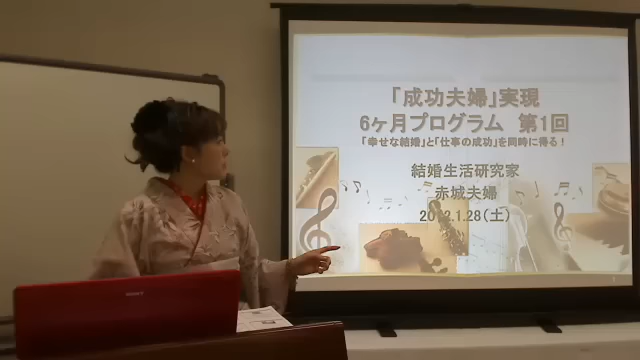 「成功夫婦」実現
6ヶ月プログラム 第1回
「幸せな結婚」と「仕事の成功」を同時に得る！
結婚生活研究家
赤城夫婦
2012.1.28（土）
SONY